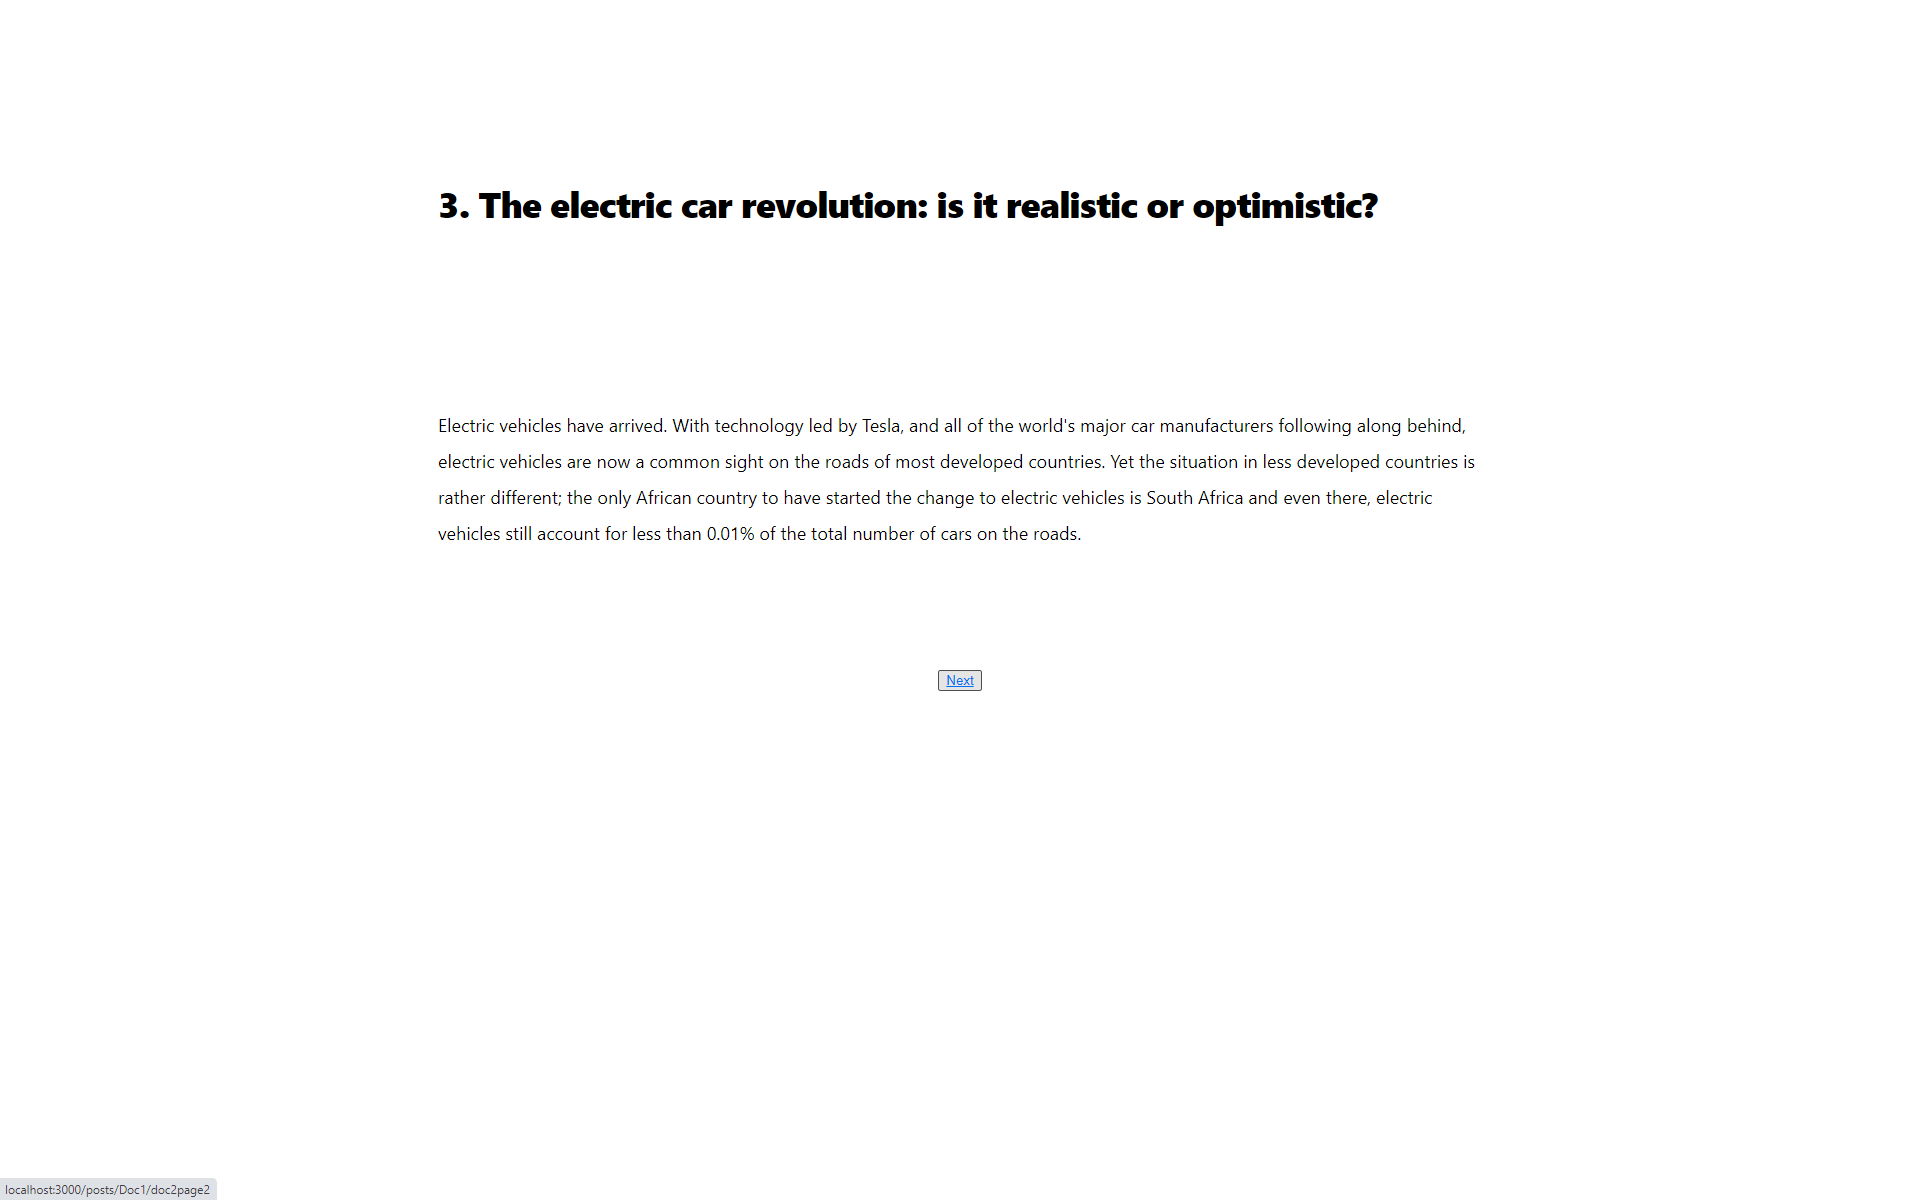 3. The electric car revolution: is it realistic or optimistic?
Electric vehicles have arrived. With technology led by Tesla, and all of the world's major car manufacturers following along behind,
electric vehicles are now a common sight on the roads of most developed countries. Yet the situation in less developed countries is
rather different; the only African country to have started the change to electric vehicles is South Africa and even there, electric
vehicles still account for less than 0.01% of the total number of cars on the roads.
Next
localhost:3000/posts/Doc1/doc2page2